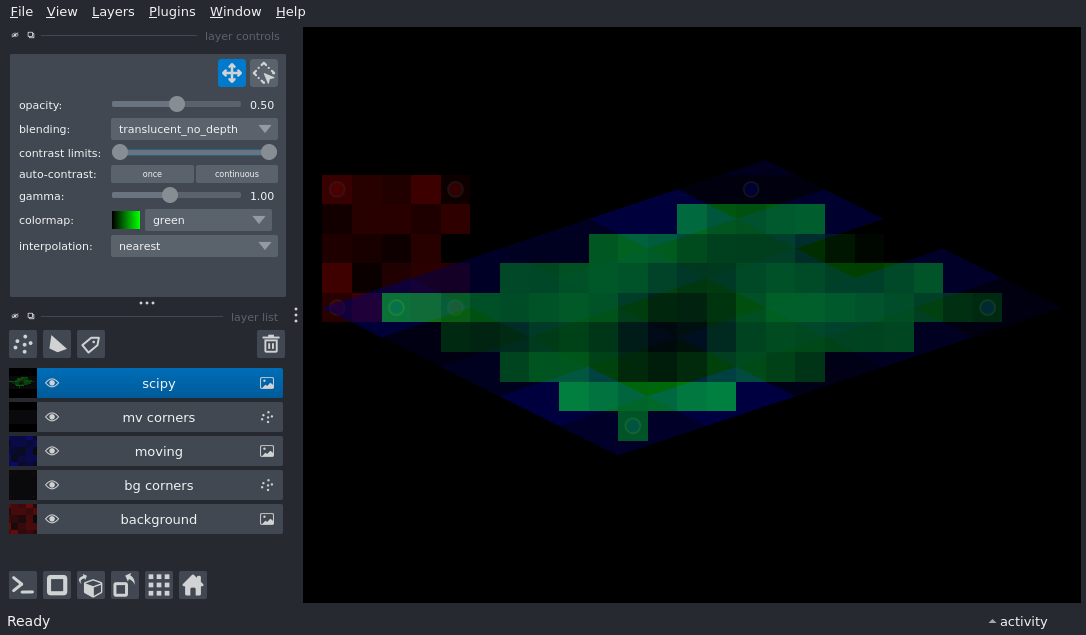 File View Layers Plugins Window Help
layer controls
opacity: 0.50
blending: translucent_no_depth
contrast limits:
auto-contrast: once continuous
gamma: 1.00
colormap: green
interpolation: nearest
layer list
scipy
mv corners
moving
bg corners
background
Ready
activity